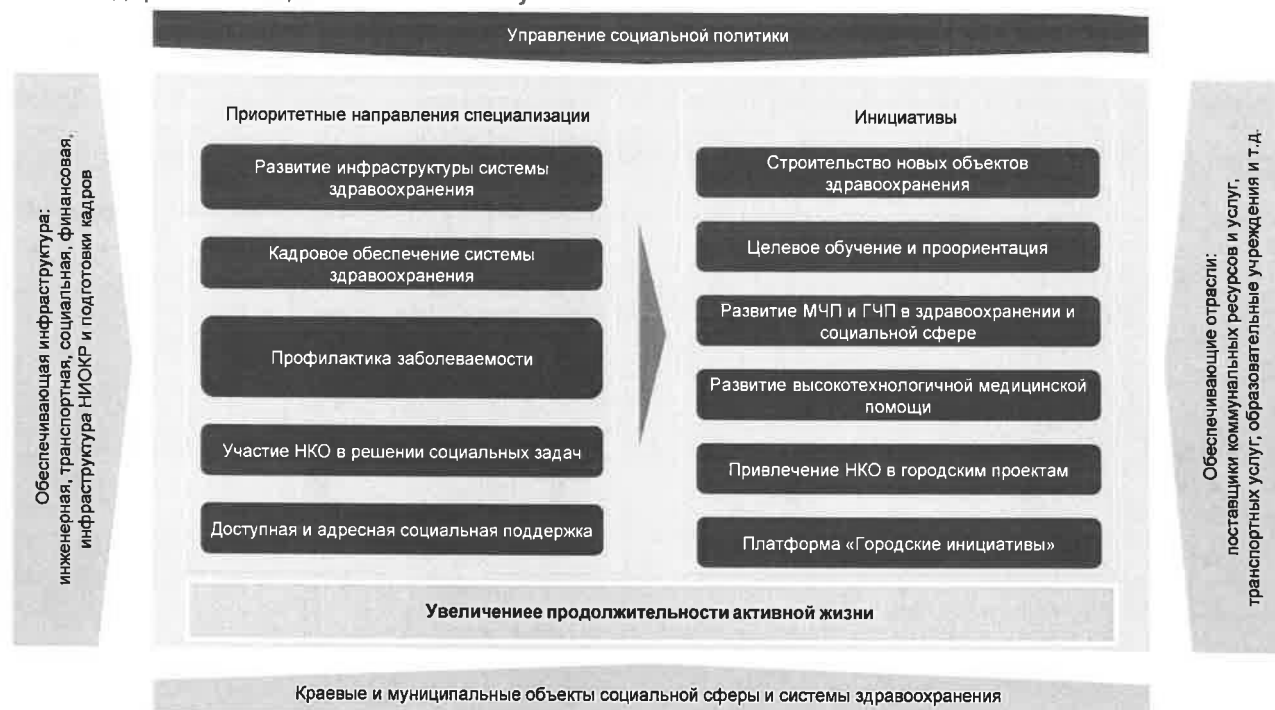 Управление социальной политики
Обеспечивающая инфраструктура:
инженерная, транспортная, социальная, финансовая,
инфраструктура НИОКР и подготовки кадров
Приоритетные направления специализации
Развитие инфраструктуры системы
здравоохранения
Кадровое обеспечение системы
здравоохранения
Профилактика заболеваемости
Участие НКО в решении социальных задач
Доступная и адресная социальная поддержка
Инициативы
Строительство новых объектов
здравоохранения
Целевое обучение и проориентация
Развитие МЧП и ГЧП в здравоохранении и
социальной сфере
Развитие высокотехнологичной медицинской
помощи
Привлечение НКО в городским проектам
Платформа «Городские инициативы»
Увеличениее продолжительности активной жизни
Обеспечивающие отрасли:
поставщики коммунальных ресурсов и услуг,
транспортных услуг, образовательные учреждения и т.д.
Краевые и муниципальные объекты социальной сферы и системы здравоохранения